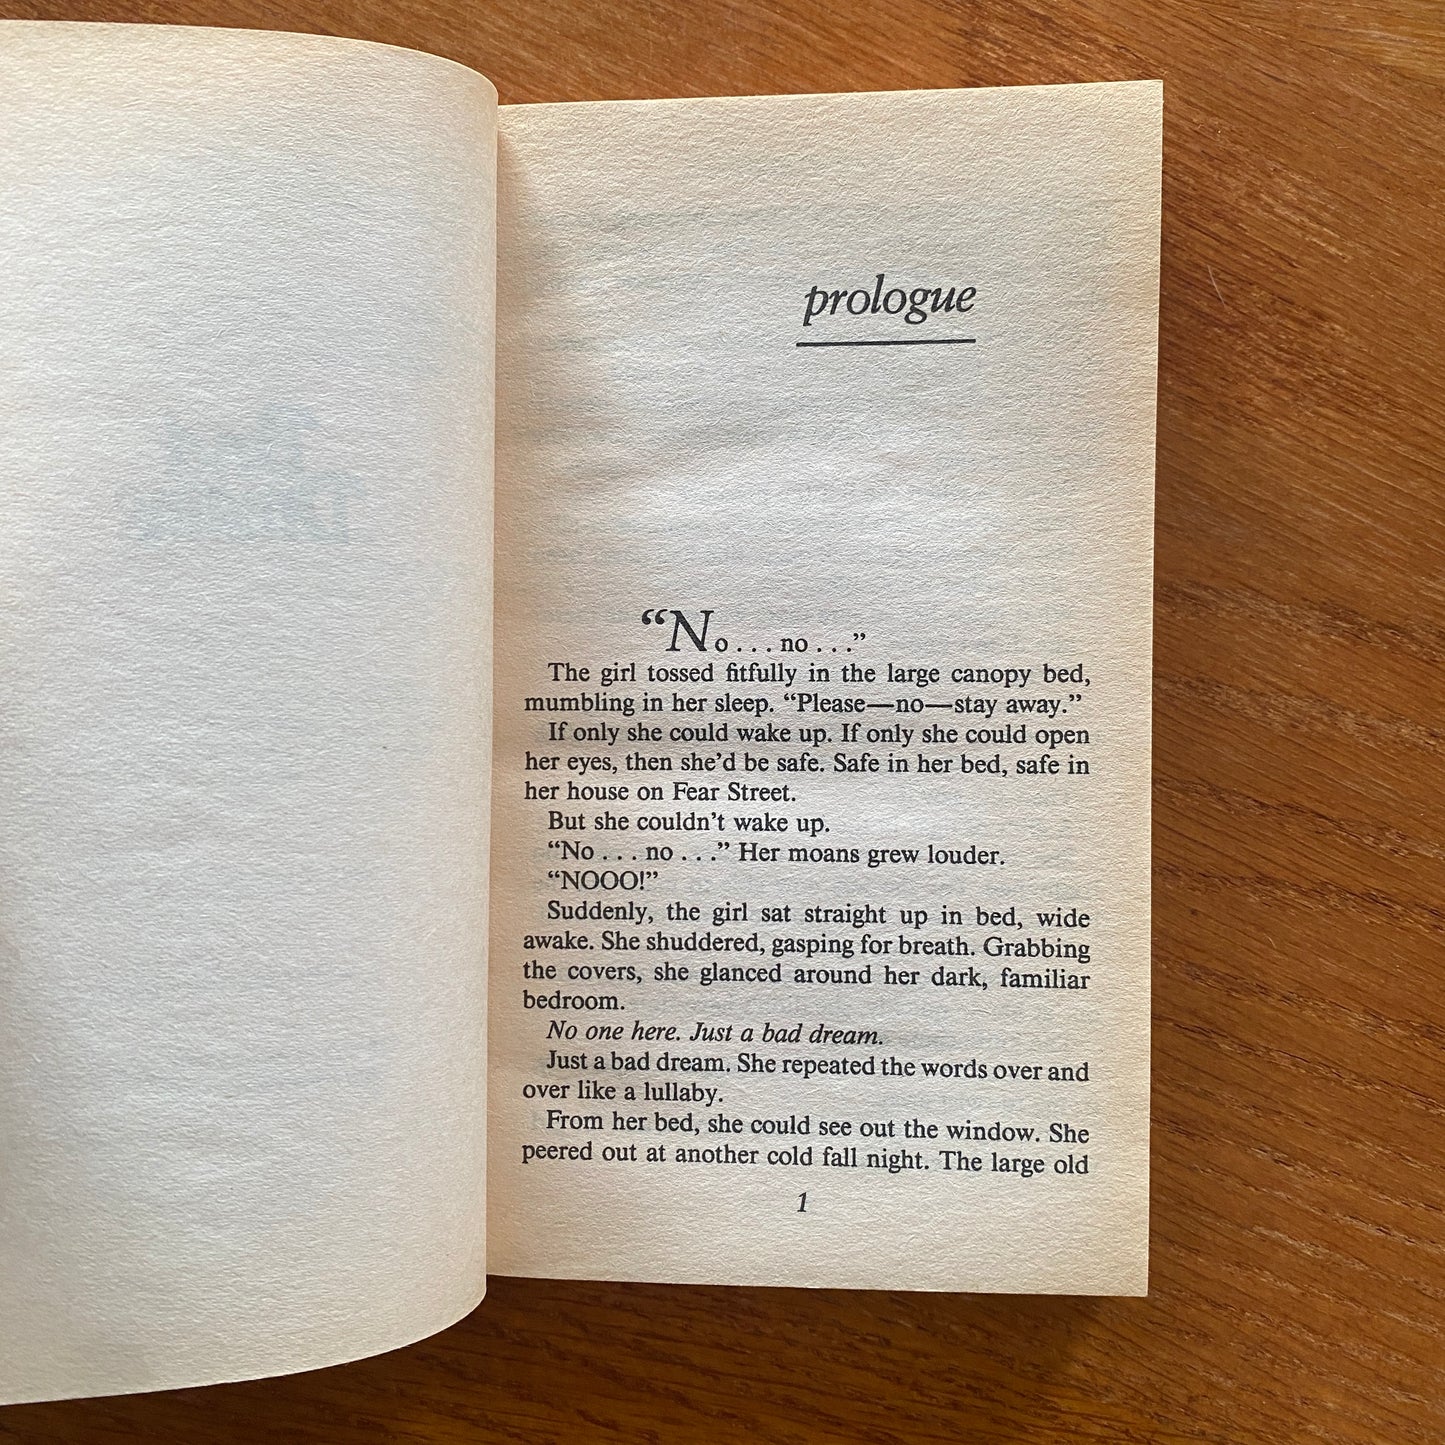 prologue
“No . . . no . . .”
The girl tossed fitfully in the large canopy bed,
mumbling in her sleep. “Please—no—stay away.”
If only she could wake up. If only she could open
her eyes, then she’d be safe. Safe in her bed, safe in
her house on Fear Street.
But she couldn’t wake up.
“No . . . no . . .” Her moans grew louder.
“NOOO!”
Suddenly, the girl sat straight up in bed, wide
awake. She shuddered, gasping for breath. Grabbing
the covers, she glanced around her dark, familiar
bedroom.
No one here. Just a bad dream.
Just a bad dream. She repeated the words over and
over like a lullaby.
From her bed, she could see out the window. She
peered out at another cold fall night. The large old
1